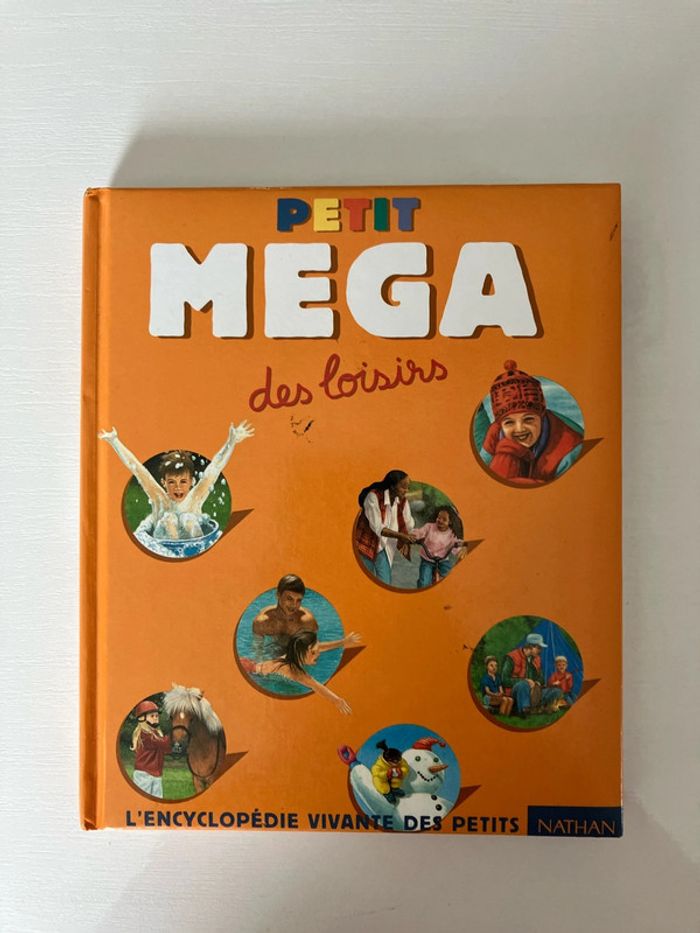 PETIT
MEGA
des loisirs
L'ENCYCLOPÉDIE VIVANTE DES PETITS
NATHAN